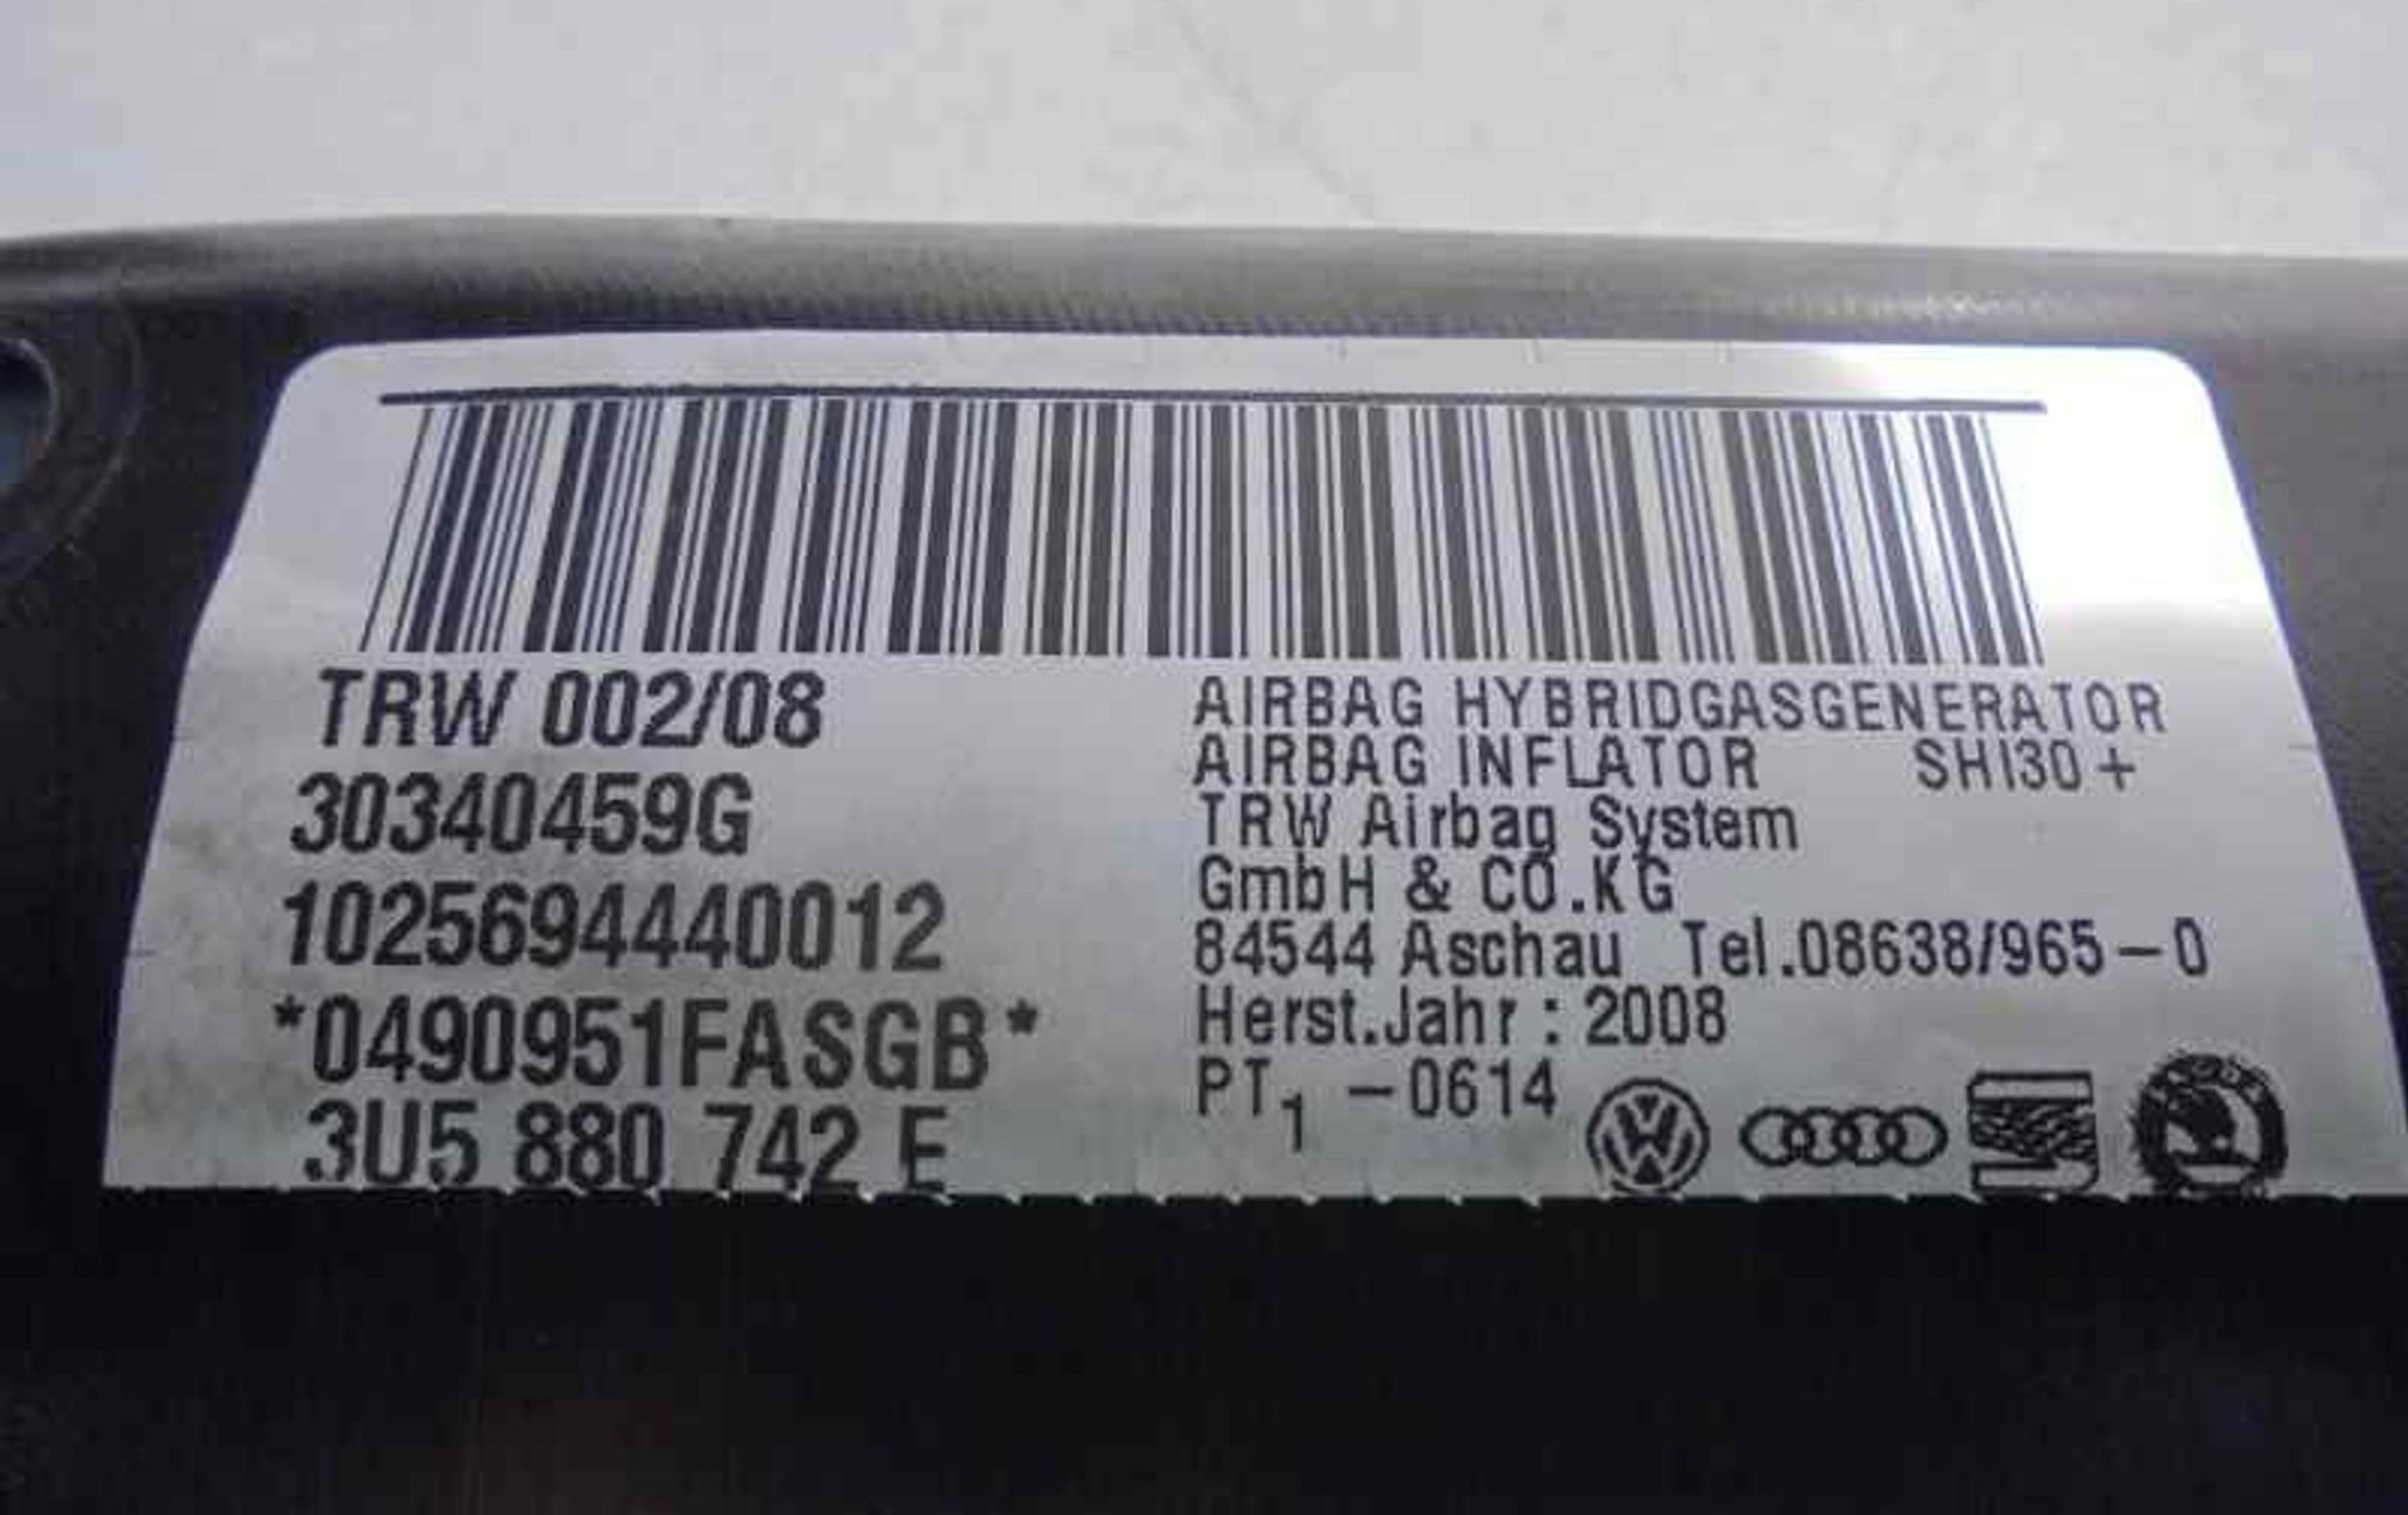 TRW 002/08
30340459G
1025694440012
*0490951FASGB*
3U5 880 742 E
AIRBAG HYBRIDGASGENERATOR
AIRBAG INFLATOR SHI30+
TRW Airbag System
GmbH & CO.KG
84544 Aschau Tel.08638/965-0
Herst.Jahr: 2008
PT1 -0614